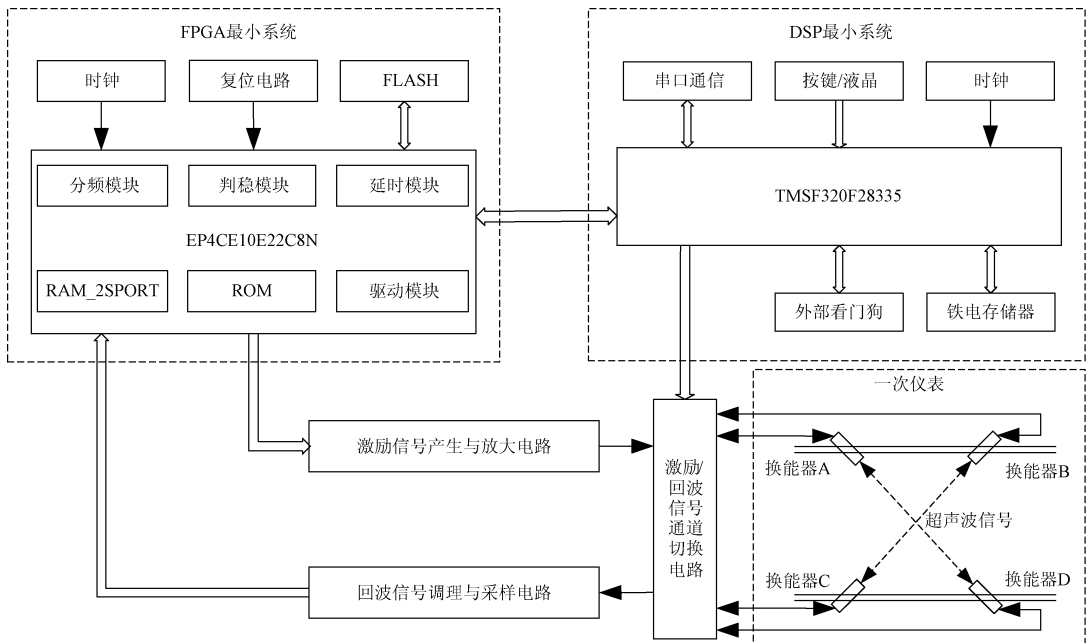 FPGA最小系统
时钟
复位电路
FLASH
分频模块
判稳模块
延时模块
EP4CE10E22C8N
RAM_2SPORT
ROM
驱动模块
DSP最小系统
串口通信
按键/液晶
时钟
TMSF320F28335
外部看门狗
铁电存储器
激励信号产生与放大电路
回波信号调理与采样电路
激励/
回波
信号
通道
切换
电路
一次仪表
换能器A
换能器B
超声波信号
换能器C
换能器D